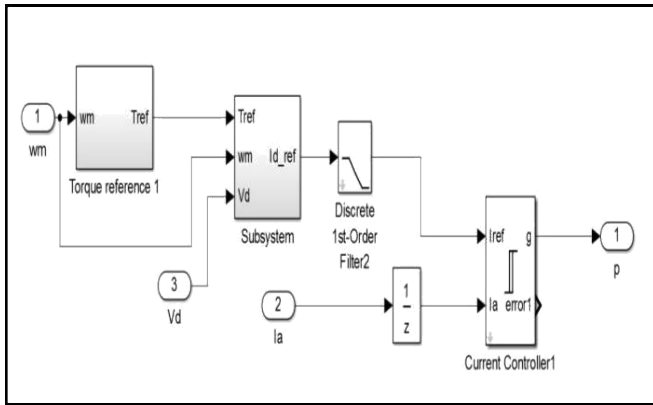 1
wm
wm
Tref
Torque reference 1
Tref
wm
Id_ref
Vd
Subsystem
3
Vd
Discrete
1st-Order
Filter2
2
Ia
1
z
Iref
g
Ia
error1
Current Controller1
1
p